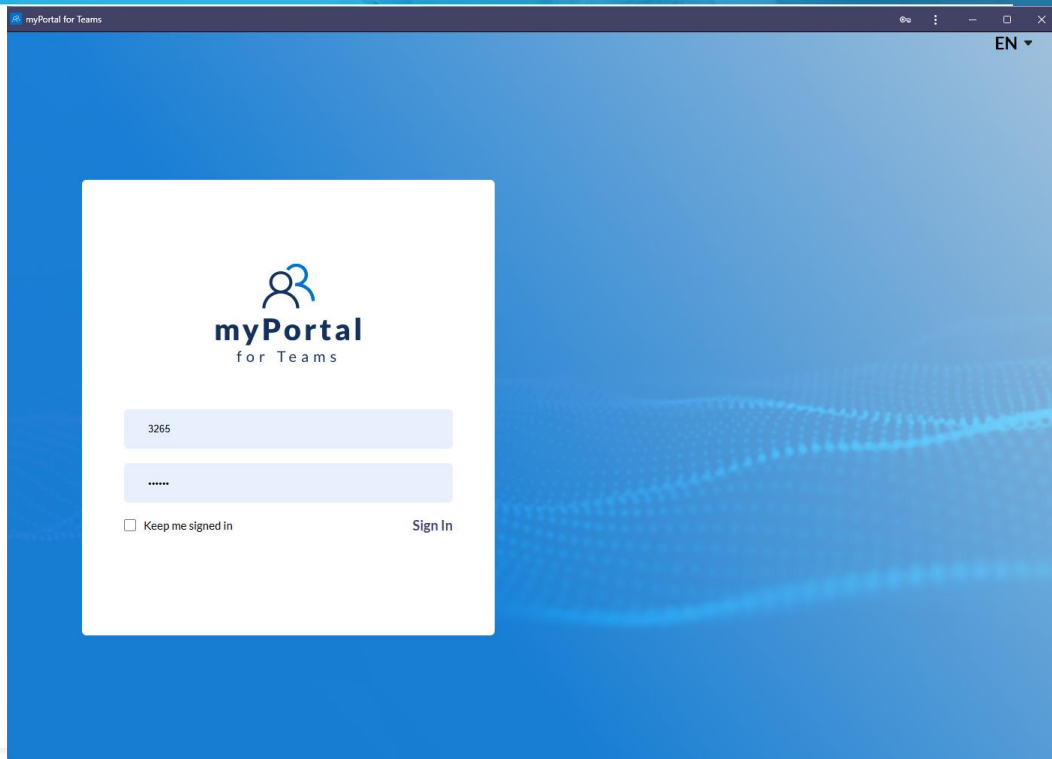 myPortal for Teams
EN
myPortal
for Teams
3265
••••••
Keep me signed in
Sign In